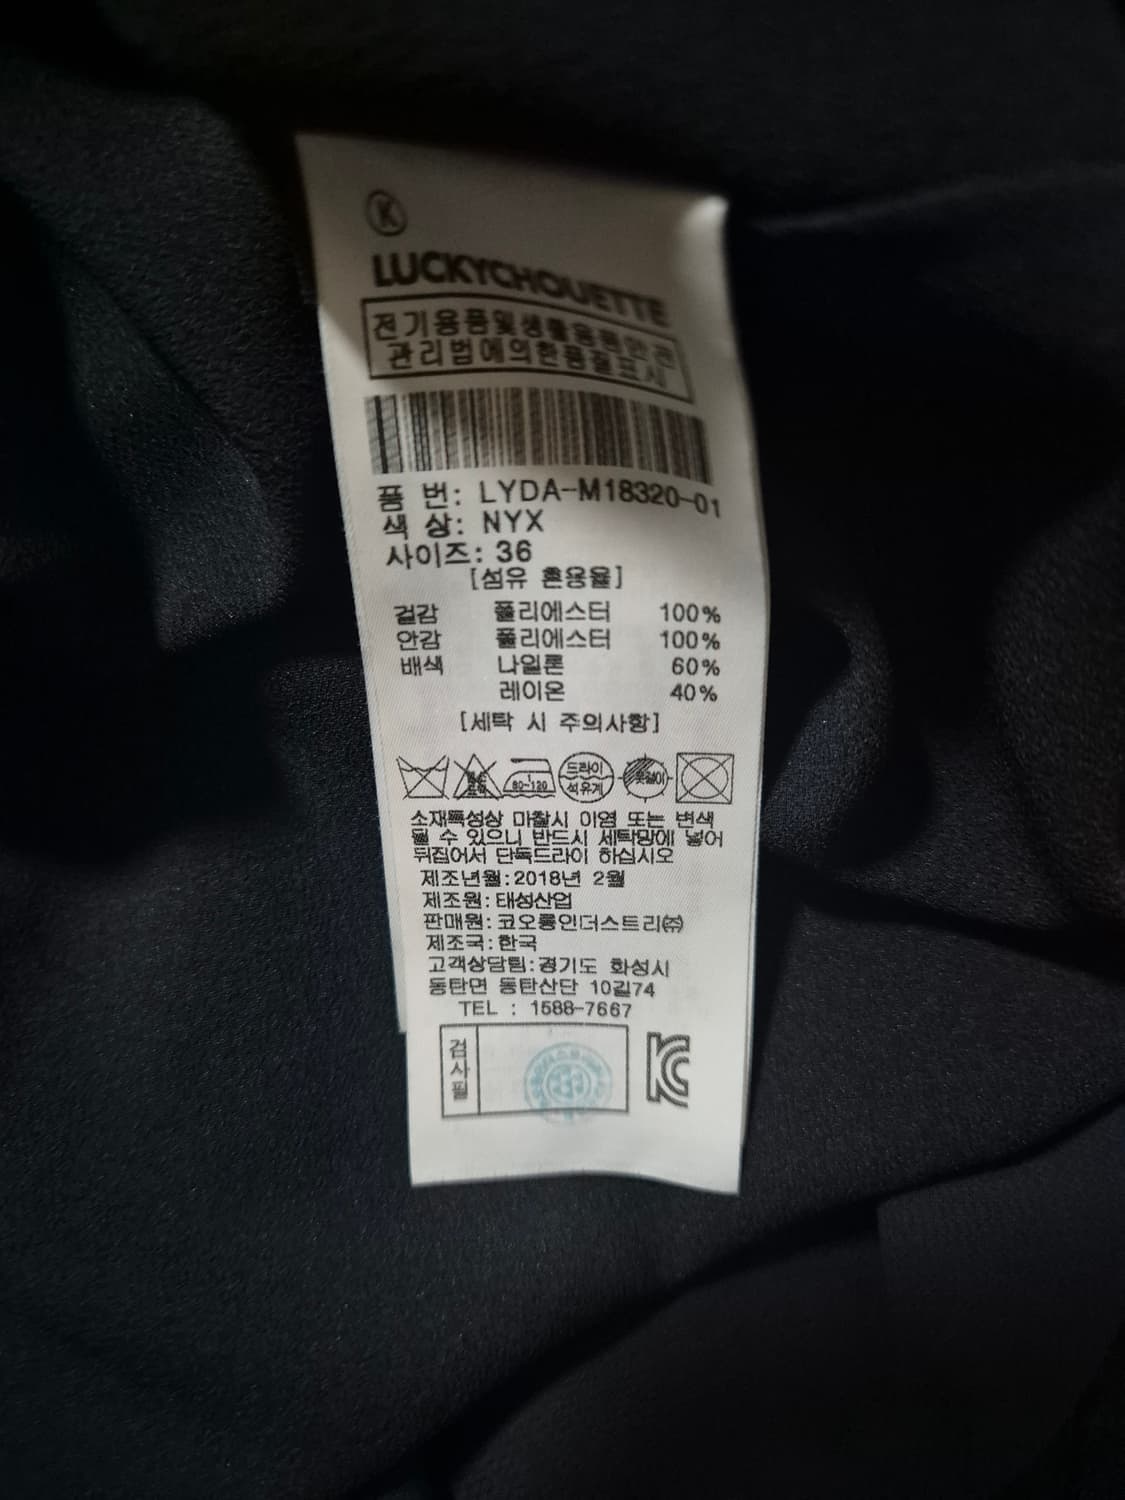 K
LUCKYCHOUETTE
전기용품및생활용품안전
관리법에의한품질표시
품 번: LYDA-M18320-01
색 상: NYX
사이즈: 36
[섬유 혼용율]
겉감 폴리에스터 100%
안감 폴리에스터 100%
배색 나일론 60%
레이온 40%
[세탁 시 주의사항]
80~120 드라이 옷걸이
석유계
소재특성상 마찰시 이염 또는 변색
될 수 있으니 반드시 세탁망에 넣어
뒤집어서 단독드라이 하십시오
제조년월:2018년 2월
제조원:태성산업
판매원:코오롱인더스트리㈜
제조국:한국
고객상담팀:경기도 화성시
동탄면 동탄산단 10길74
TEL : 1588-7667
검사필
KC